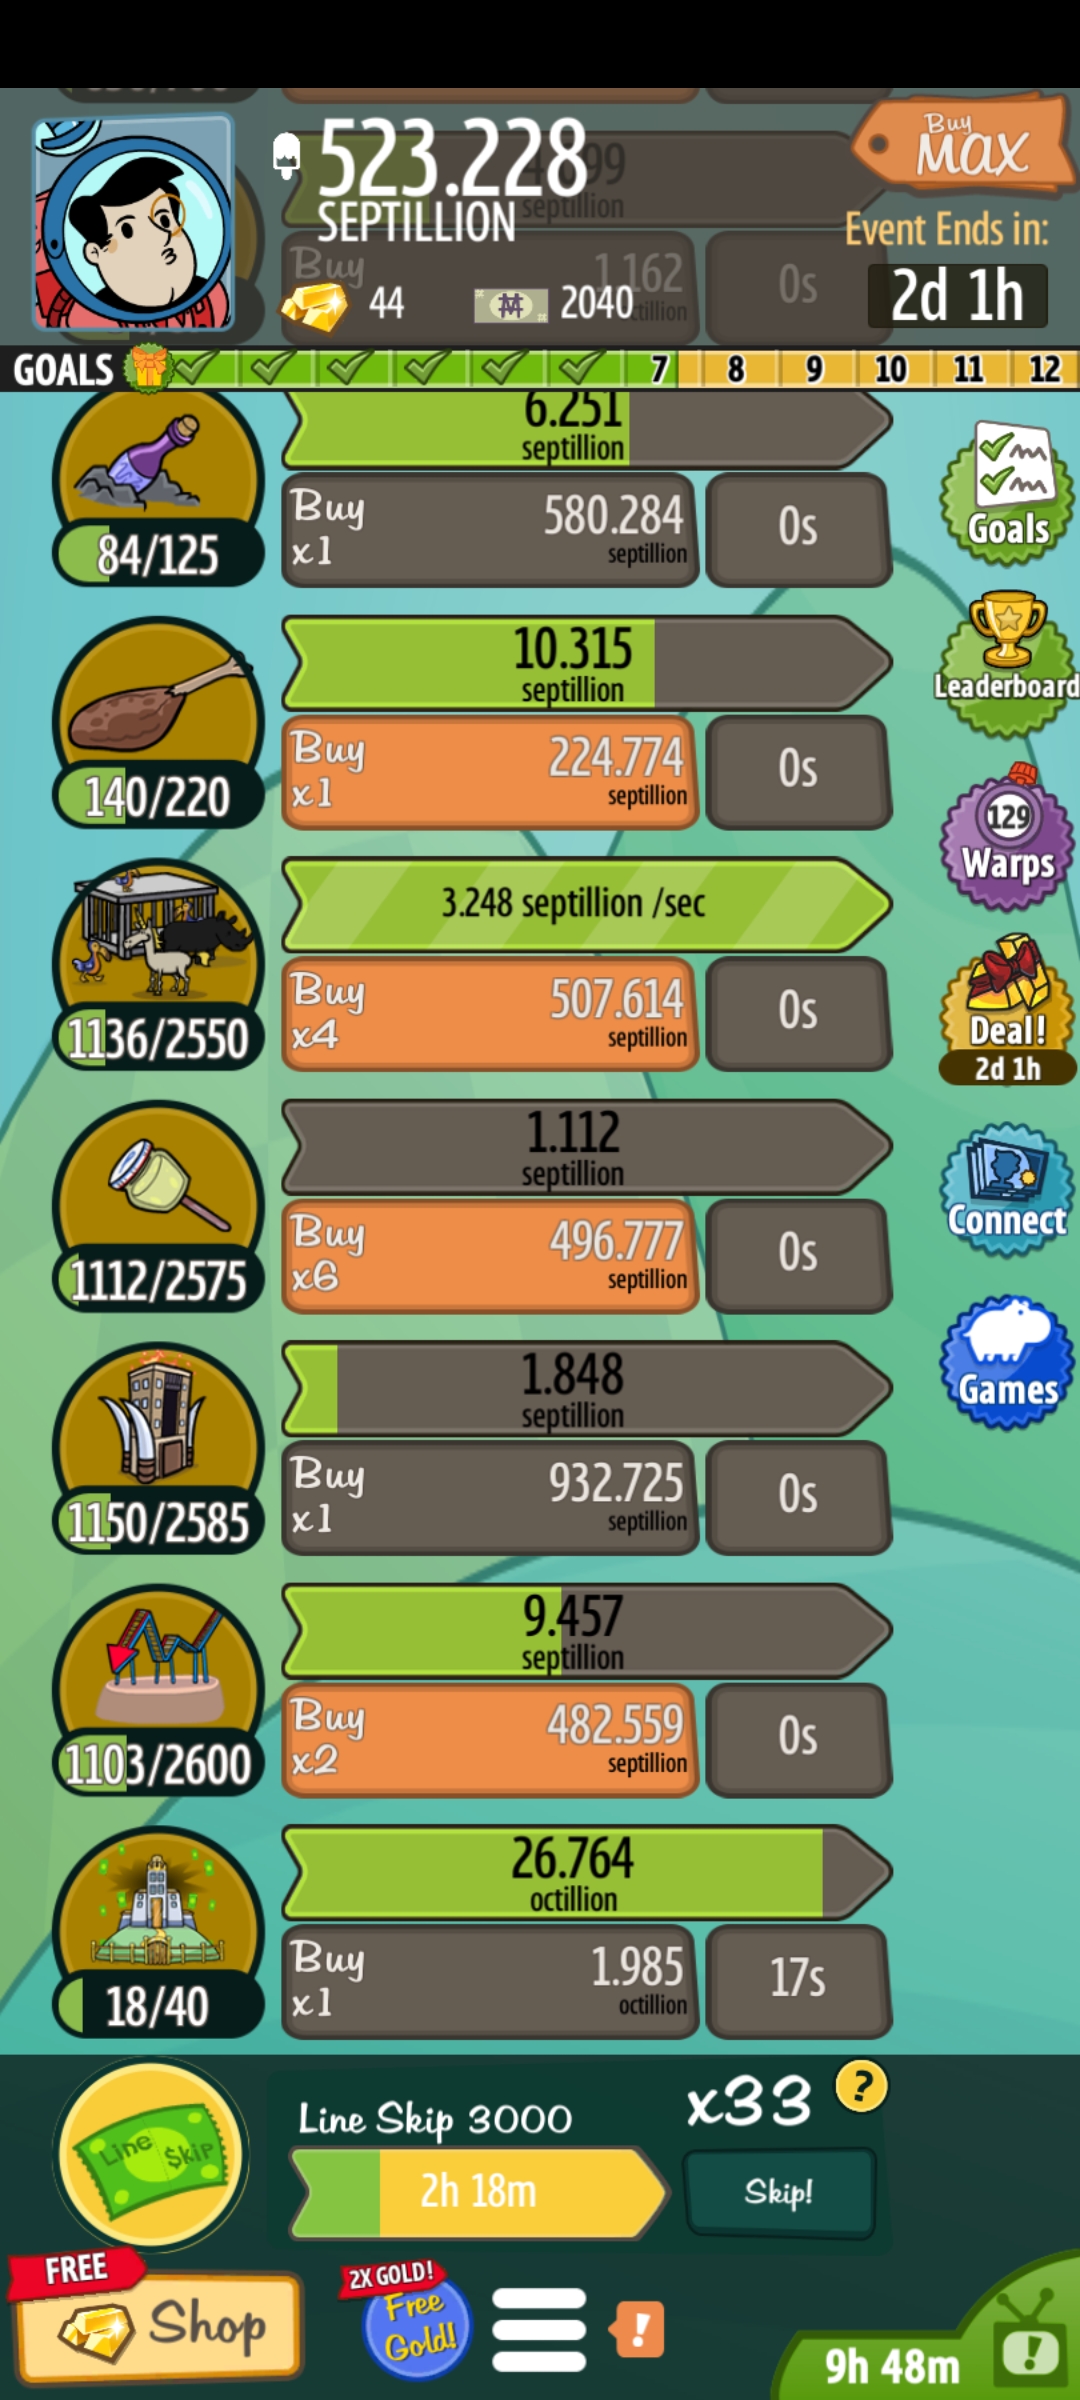 523.228
SEPTILLION
Buy
MAX
Event Ends in:
2d 1h
44
2040
septillion
Buy
1.162
0s
GOALS
7
8
9
10
11
12
6.251
septillion
84/125
Buy
x1
580.284
septillion
0s
Goals
10.315
septillion
140/220
Buy
x1
224.774
septillion
0s
Leaderboard
3.248 septillion /sec
1136/2550
Buy
x4
507.614
septillion
0s
129
Warps
Deal!
2d 1h
1.112
septillion
1112/2575
Buy
x6
496.777
septillion
0s
Connect
1.848
septillion
1150/2585
Buy
x1
932.725
septillion
0s
Games
9.457
septillion
1103/2600
Buy
x2
482.559
septillion
0s
26.764
octillion
18/40
Buy
x1
1.985
octillion
17s
Line $kip
Line Skip 3000
2h 18m
x33
?
Skip!
FREE
Shop
2X GOLD!
Free
Gold!
!
9h 48m
!